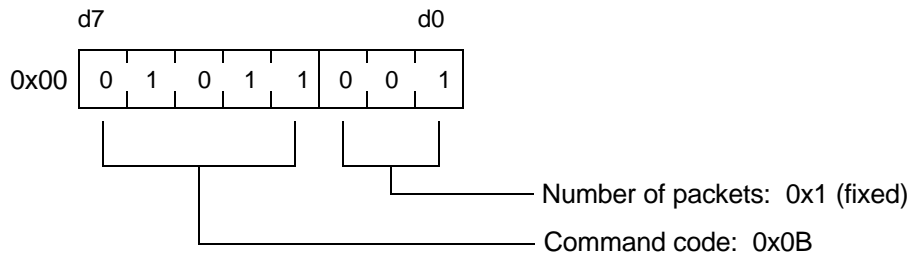 d7 d0
0x00 0 1 0 1 1 0 0 1
Number of packets: 0x1 (fixed)
Command code: 0x0B